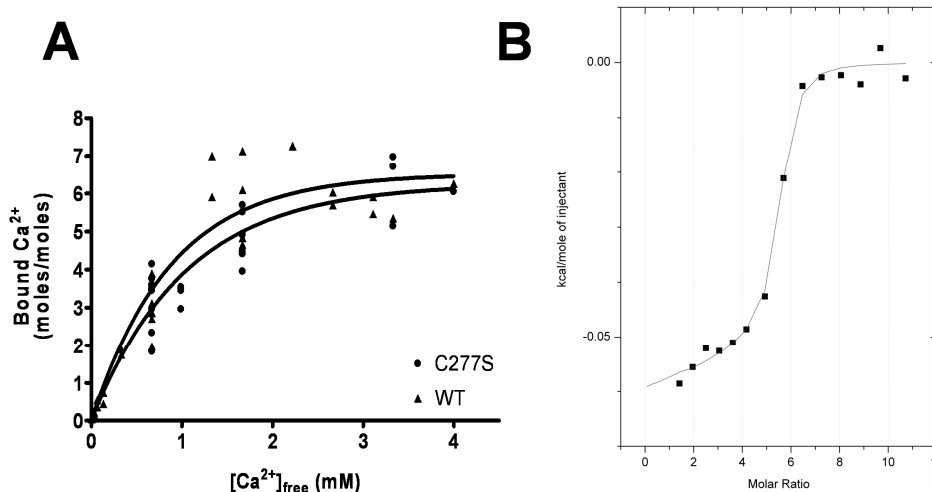 A
Bound Ca²⁺
(moles/moles)
8
7
6
5
4
3
2
1
0
0
1
2
3
4
[Ca²⁺]free (mM)
C277S
WT
B
kcal/mole of injectant
0.00
-0.05
0
2
4
6
8
10
Molar Ratio